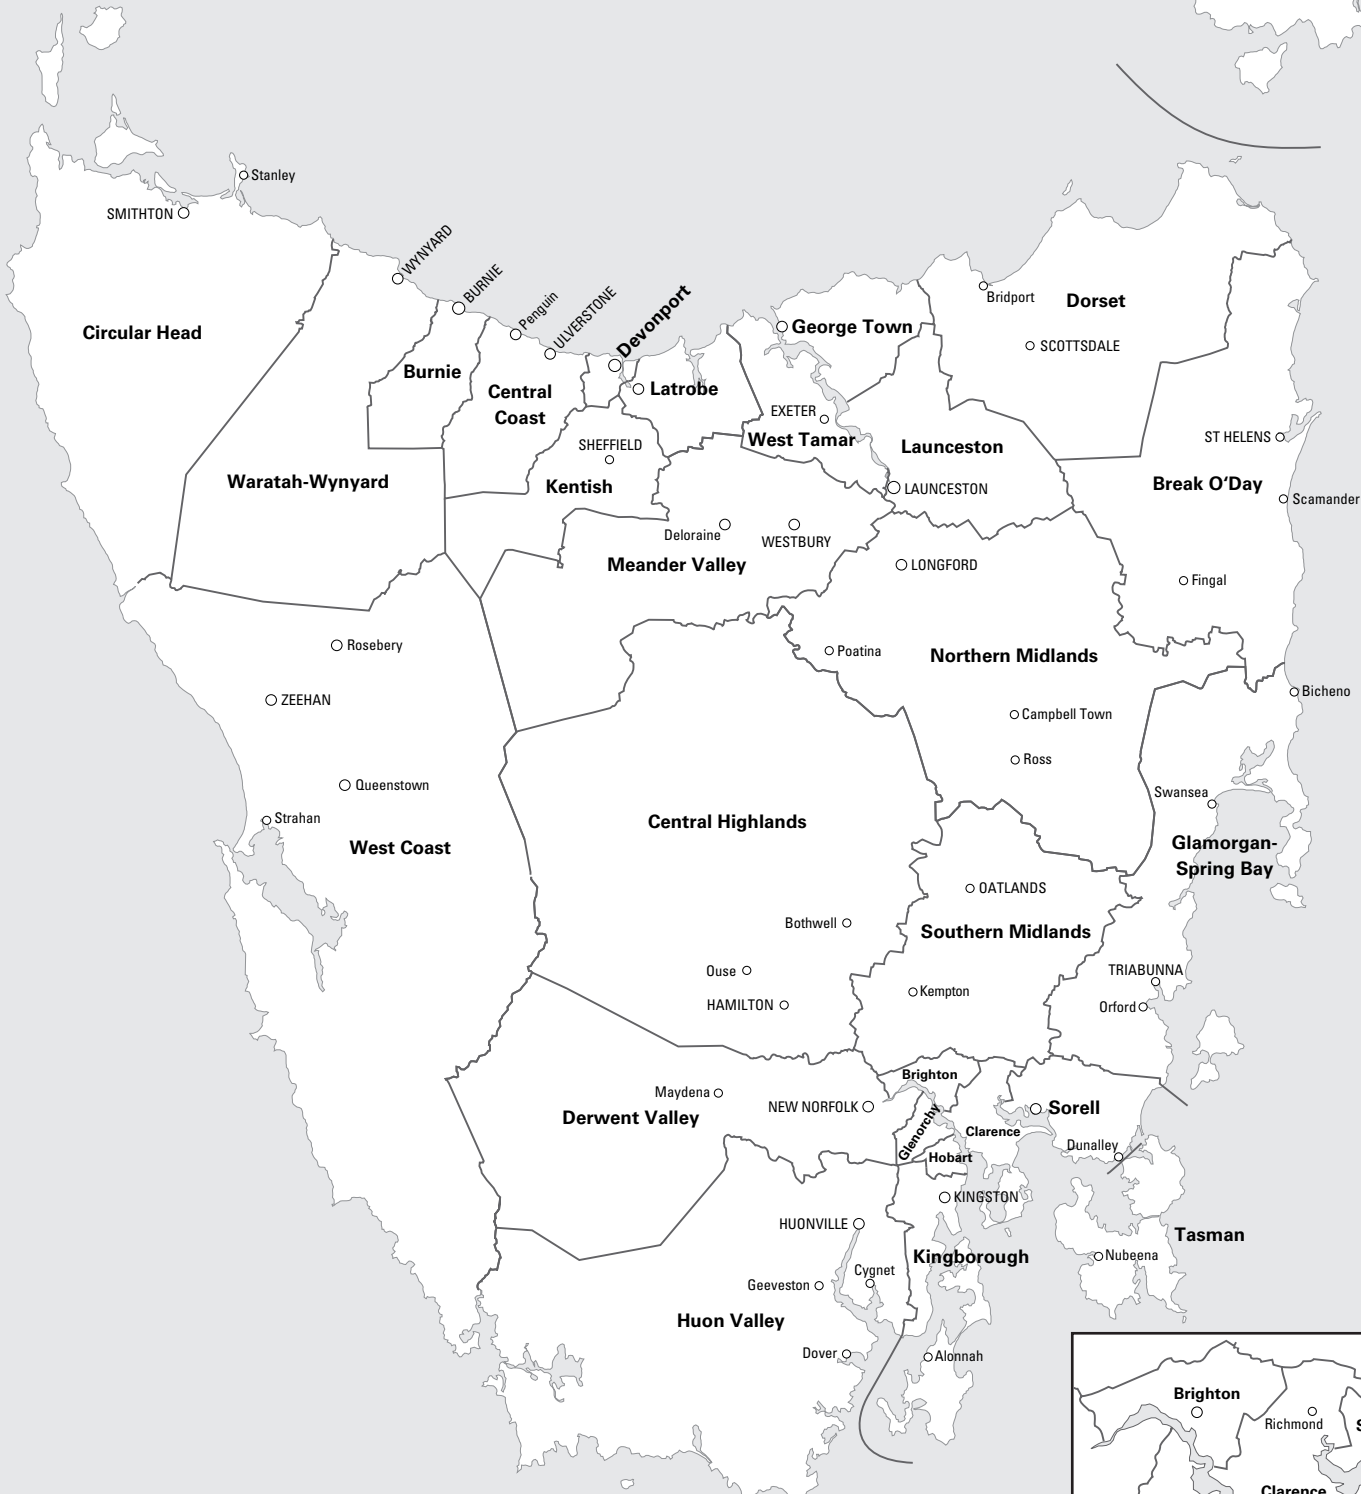 Stanley
SMITHTON
WYNYARD
BURNIE
Penguin
ULVERSTONE
Devonport
Circular Head
Burnie
Central
Coast
Latrobe
George Town
Bridport
Dorset
SCOTTSDALE
EXETER
West Tamar
SHEFFIELD
Kentish
Waratah-Wynyard
Launceston
LAUNCESTON
ST HELENS
Break O‘Day
Scamander
Deloraine
WESTBURY
Meander Valley
LONGFORD
Fingal
Rosebery
Poatina
Northern Midlands
ZEEHAN
Bicheno
Campbell Town
Ross
Queenstown
Swansea
Strahan
Central Highlands
West Coast
Glamorgan-
Spring Bay
OATLANDS
Bothwell
Southern Midlands
Ouse
TRIABUNNA
HAMILTON
Kempton
Orford
Brighton
Maydena
NEW NORFOLK
Derwent Valley
Glenorchy
Sorell
Clarence
Dunalley
Hobart
KINGSTON
HUONVILLE
Tasman
Kingborough
Nubeena
Cygnet
Geeveston
Huon Valley
Dover
Alonnah
Brighton
Richmond
S
Clarence